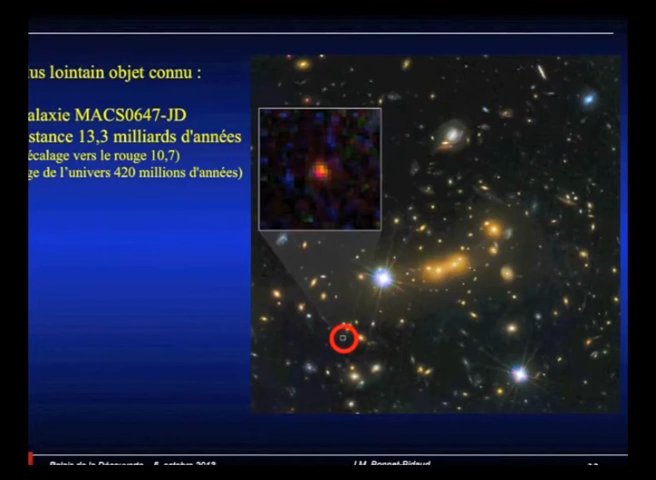 us lointain objet connu :
alaxie MACS0647-JD
stance 13,3 milliards d'années
écalage vers le rouge 10,7)
ge de l'univers 420 millions d'années)